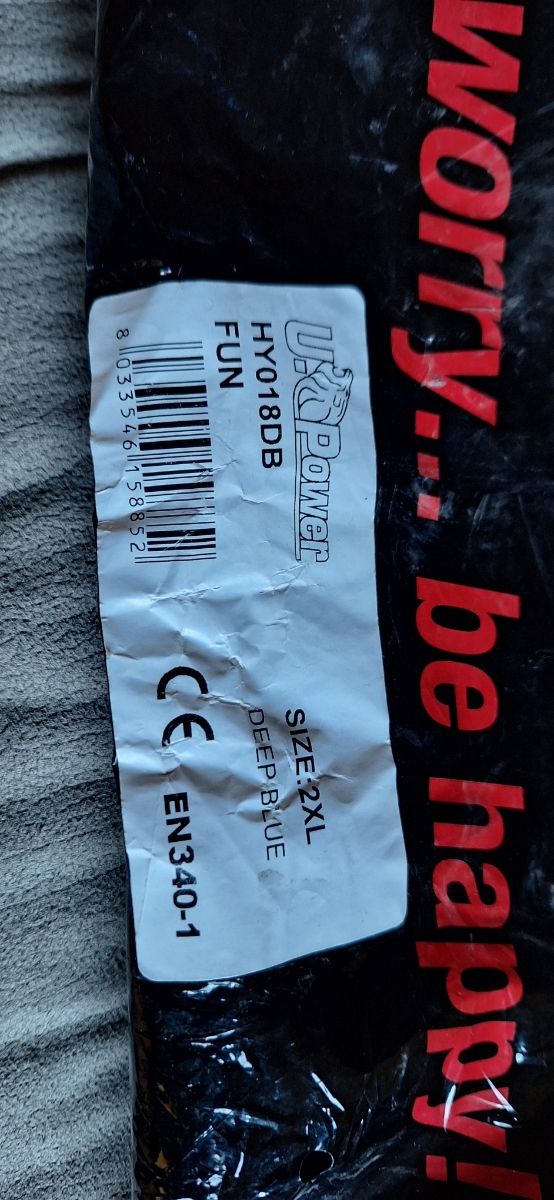 worry... be happy!
U.Power
HY018DB
FUN
8 033546 158852
SIZE:2XL
DEEP BLUE
CE EN340-1